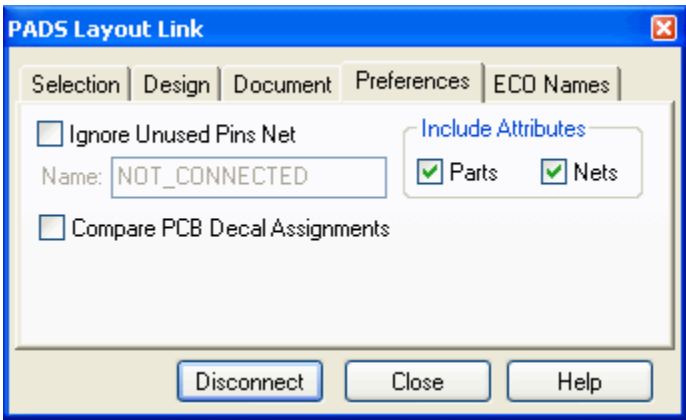 PADS Layout Link
Selection Design Document Preferences ECO Names
Ignore Unused Pins Net
Include Attributes
Name: NOT_CONNECTED
Parts Nets
Compare PCB Decal Assignments
Disconnect Close Help